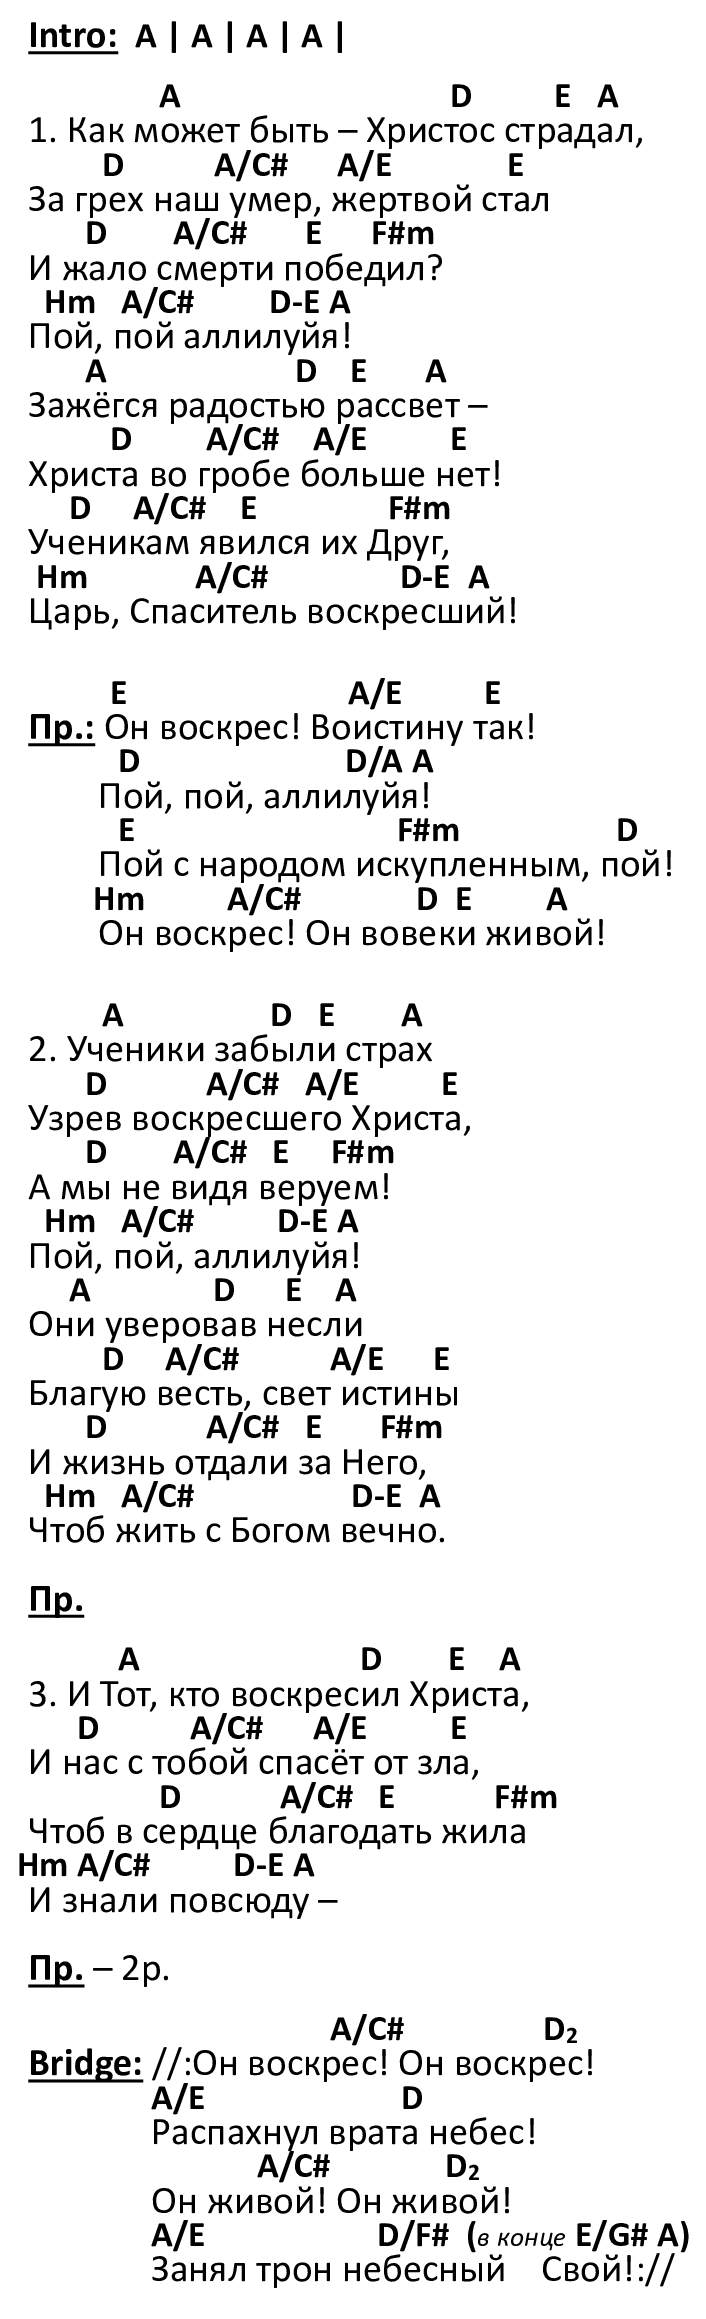 Intro: A | A | A | A |
A D E A
1. Как может быть – Христос страдал,
D A/C# A/E E
За грех наш умер, жертвой стал
D A/C# E F#m
И жало смерти победил?
Hm A/C# D-E A
Пой, пой аллилуйя!
A D E A
Зажёгся радостью рассвет –
D A/C# A/E E
Христа во гробе больше нет!
D A/C# E F#m
Ученикам явился их Друг,
Hm A/C# D-E A
Царь, Спаситель воскресший!
E A/E E
Пр.: Он воскрес! Воистину так!
D D/A A
Пой, пой, аллилуйя!
E F#m D
Пой с народом искупленным, пой!
Hm A/C# D E A
Он воскрес! Он вовеки живой!
A D E A
2. Ученики забыли страх
D A/C# A/E E
Узрев воскресшего Христа,
D A/C# E F#m
А мы не видя веруем!
Hm A/C# D-E A
Пой, пой, аллилуйя!
A D E A
Они уверовав несли
D A/C# A/E E
Благую весть, свет истины
D A/C# E F#m
И жизнь отдали за Него,
Hm A/C# D-E A
Чтоб жить с Богом вечно.
Пр.
A D E A
3. И Тот, кто воскресил Христа,
D A/C# A/E E
И нас с тобой спасёт от зла,
D A/C# E F#m
Чтоб в сердце благодать жила
Hm A/C# D-E A
И знали повсюду –
Пр. – 2р.
A/C# D₂
Bridge: //:Он воскрес! Он воскрес!
A/E D
Распахнул врата небес!
A/C# D₂
Он живой! Он живой!
A/E D/F# (в конце E/G# A)
Занял трон небесный Свой!://